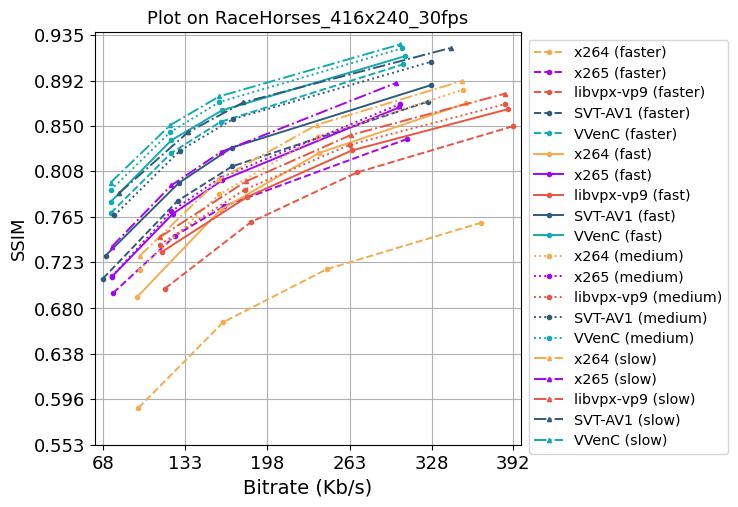 Plot on RaceHorses_416x240_30fps
SSIM
0.935
0.892
0.850
0.808
0.765
0.723
0.680
0.638
0.596
0.553
68
133
198
263
328
392
Bitrate (Kb/s)
x264 (faster)
x265 (faster)
libvpx-vp9 (faster)
SVT-AV1 (faster)
VVenC (faster)
x264 (fast)
x265 (fast)
libvpx-vp9 (fast)
SVT-AV1 (fast)
VVenC (fast)
x264 (medium)
x265 (medium)
libvpx-vp9 (medium)
SVT-AV1 (medium)
VVenC (medium)
x264 (slow)
x265 (slow)
libvpx-vp9 (slow)
SVT-AV1 (slow)
VVenC (slow)